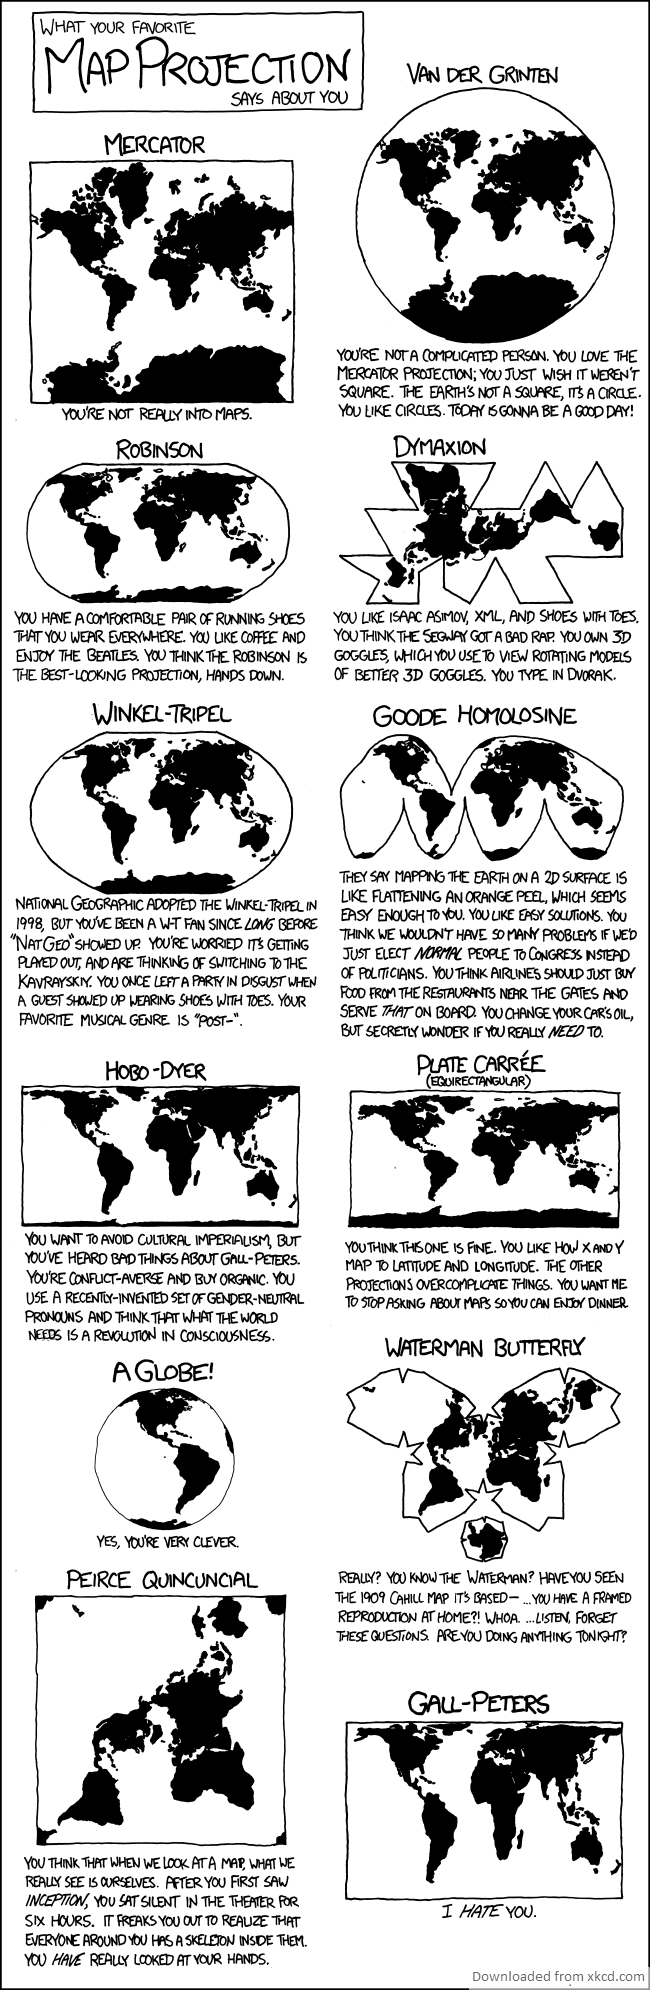 WHAT YOUR FAVORITE
MAP PROJECTION
SAYS ABOUT YOU
MERCATOR
YOU'RE NOT REALLY INTO MAPS.
VAN DER GRINTEN
YOU'RE NOT A COMPLICATED PERSON. YOU LOVE THE
MERCATOR PROJECTION; YOU JUST WISH IT WEREN'T
SQUARE. THE EARTH'S NOT A SQUARE, IT'S A CIRCLE.
YOU LIKE CIRCLES. TODAY IS GONNA BE A GOOD DAY!
ROBINSON
YOU HAVE A COMFORTABLE PAIR OF RUNNING SHOES
THAT YOU WEAR EVERYWHERE. YOU LIKE COFFEE AND
ENJOY THE BEATLES. YOU THINK THE ROBINSON IS
THE BEST-LOOKING PROJECTION, HANDS DOWN.
DYMAXION
YOU LIKE ISAAC ASIMOV, XML, AND SHOES WITH TOES.
YOU THINK THE SEGWAY GOT A BAD RAP. YOU OWN 3D
GOGGLES, WHICH YOU USE TO VIEW ROTATING MODELS
OF BETTER 3D GOGGLES. YOU TYPE IN DVORAK.
WINKEL-TRIPEL
NATIONAL GEOGRAPHIC ADOPTED THE WINKEL-TRIPEL IN
1998, BUT YOU'VE BEEN A W-T FAN SINCE LONG BEFORE
"NAT GEO" SHOWED UP. YOU'RE WORRIED IT'S GETTING
PLAYED OUT, AND ARE THINKING OF SWITCHING TO THE
KAVRAYSKIY. YOU ONCE LEFT A PARTY IN DISGUST WHEN
A GUEST SHOWED UP WEARING SHOES WITH TOES. YOUR
FAVORITE MUSICAL GENRE IS "POST-".
GOODE HOMOLOSINE
THEY SAY MAPPING THE EARTH ON A 2D SURFACE IS
LIKE FLATTENING AN ORANGE PEEL, WHICH SEEMS
EASY ENOUGH TO YOU. YOU LIKE EASY SOLUTIONS. YOU
THINK WE WOULDN'T HAVE SO MANY PROBLEMS IF WE'D
JUST ELECT NORMAL PEOPLE TO CONGRESS INSTEAD
OF POLITICIANS. YOU THINK AIRLINES SHOULD JUST BUY
FOOD FROM THE RESTAURANTS NEAR THE GATES AND
SERVE THAT ON BOARD. YOU CHANGE YOUR CAR'S OIL,
BUT SECRETLY WONDER IF YOU REALLY NEED TO.
HOBO-DYER
YOU WANT TO AVOID CULTURAL IMPERIALISM, BUT
YOU'VE HEARD BAD THINGS ABOUT GALL-PETERS.
YOU'RE CONFLICT-AVERSE AND BUY ORGANIC. YOU
USE A RECENTLY-INVENTED SET OF GENDER-NEUTRAL
PRONOUNS AND THINK THAT WHAT THE WORLD
NEEDS IS A REVOLUTION IN CONSCIOUSNESS.
PLATE CARRÉE
(EQUIRECTANGULAR)
YOU THINK THIS ONE IS FINE. YOU LIKE HOW X AND Y
MAP TO LATITUDE AND LONGITUDE. THE OTHER
PROJECTIONS OVERCOMPLICATE THINGS. YOU WANT ME
TO STOP ASKING ABOUT MAPS SO YOU CAN ENJOY DINNER.
A GLOBE!
YES, YOU'RE VERY CLEVER.
WATERMAN BUTTERFLY
REALLY? YOU KNOW THE WATERMAN? HAVE YOU SEEN
THE 1909 CAHILL MAP IT'S BASED— ...YOU HAVE A FRAMED
REPRODUCTION AT HOME?! WHOA. ...LISTEN, FORGET
THESE QUESTIONS. ARE YOU DOING ANYTHING TONIGHT?
PEIRCE QUINCUNCIAL
YOU THINK THAT WHEN WE LOOK AT A MAP, WHAT WE
REALLY SEE IS OURSELVES. AFTER YOU FIRST SAW
INCEPTION, YOU SAT SILENT IN THE THEATER FOR
SIX HOURS. IT FREAKS YOU OUT TO REALIZE THAT
EVERYONE AROUND YOU HAS A SKELETON INSIDE THEM.
YOU HAVE REALLY LOOKED AT YOUR HANDS.
GALL-PETERS
I HATE YOU.
Downloaded from xkcd.com